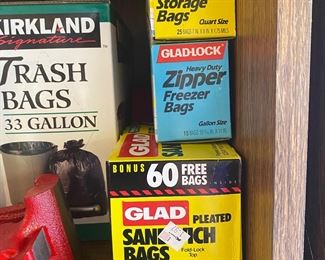 KIRKLAND
Signature
TRASH
BAGS
33 GALLON
Storage
Bags
Quart Size
GLAD-LOCK
Heavy Duty
Zipper
Freezer
Bags
Gallon Size
BONUS 60 FREE
BAGS INSIDE
GLAD PLEATED
SANDWICH
BAGS Fold-Lock
Top